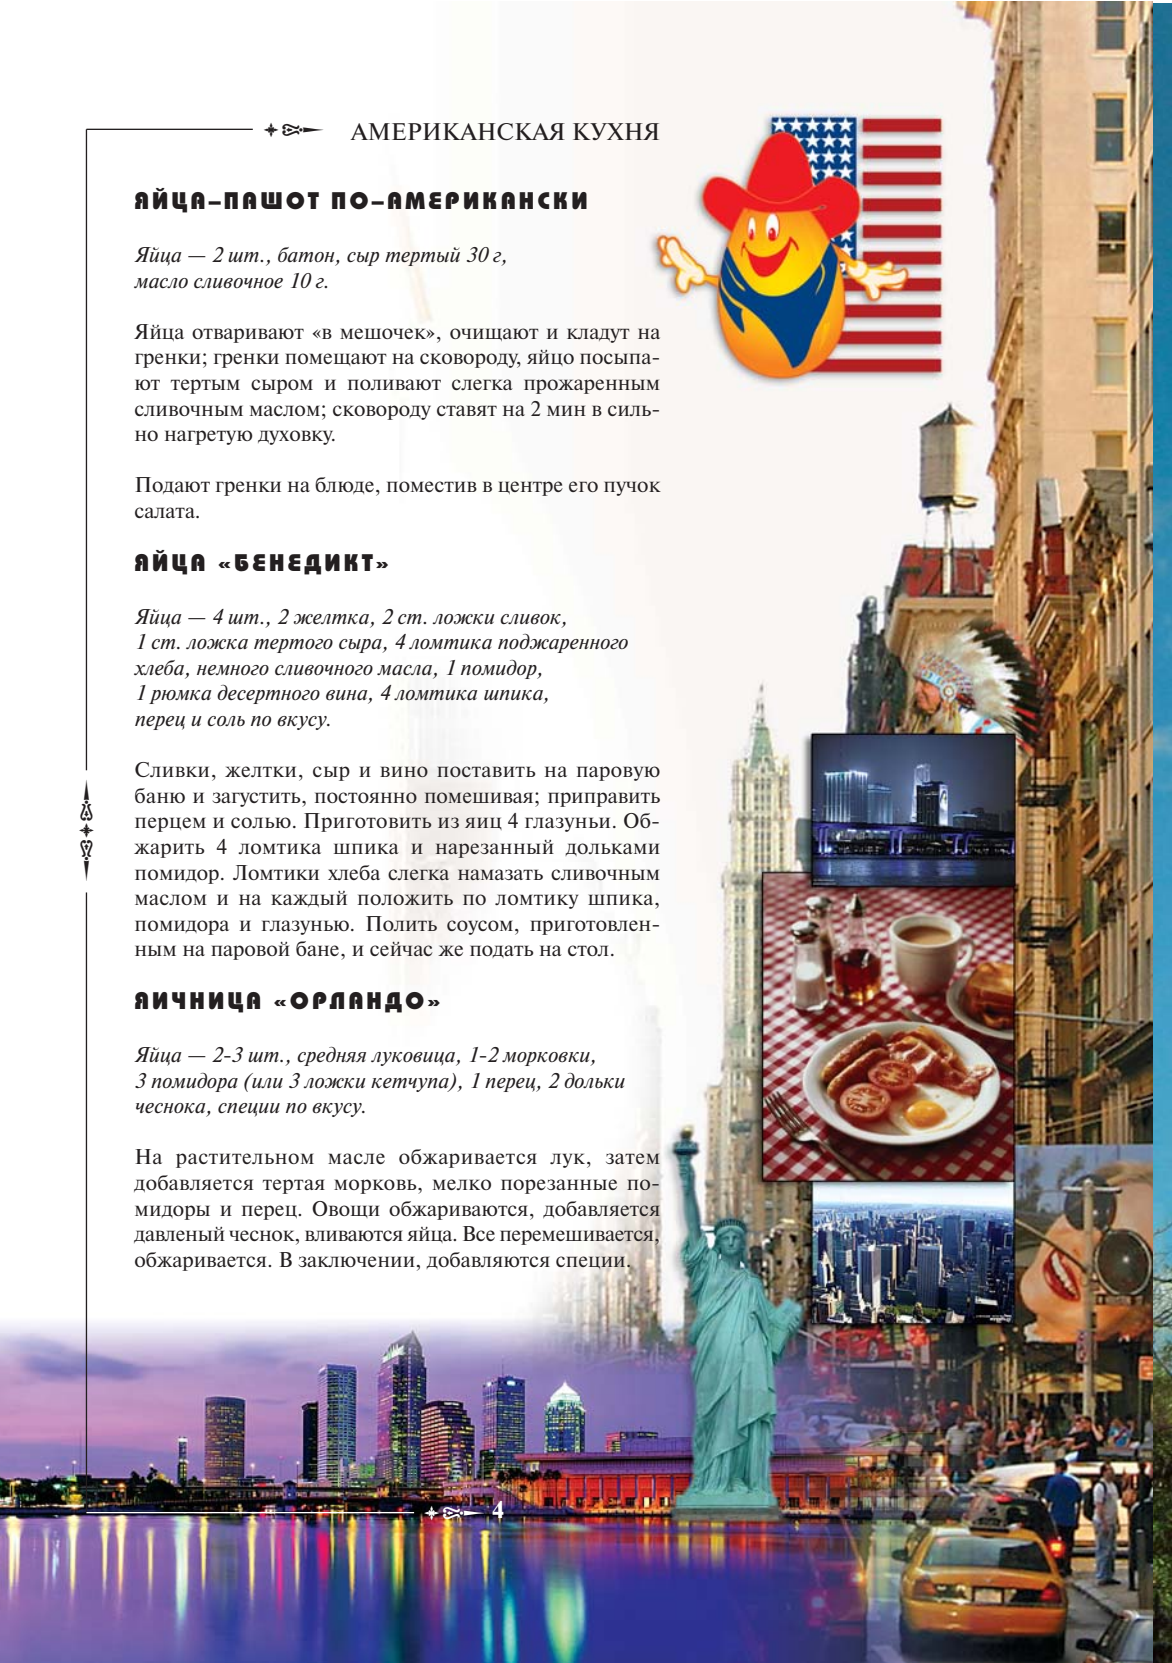 АМЕРИКАНСКАЯ КУХНЯ
ЯЙЦА–ПАШОТ ПО–АМЕРИКАНСКИ
Яйца — 2 шт., батон, сыр тертый 30 г,
масло сливочное 10 г.
Яйца отваривают «в мешочек», очищают и кладут на
гренки; гренки помещают на сковороду, яйцо посыпа-
ют тертым сыром и поливают слегка прожаренным
сливочным маслом; сковороду ставят на 2 мин в силь-
но нагретую духовку.
Подают гренки на блюде, поместив в центре его пучок
салата.
ЯЙЦА «БЕНЕДИКТ»
Яйца — 4 шт., 2 желтка, 2 ст. ложки сливок,
1 ст. ложка тертого сыра, 4 ломтика поджаренного
хлеба, немного сливочного масла, 1 помидор,
1 рюмка десертного вина, 4 ломтика шпика,
перец и соль по вкусу.
Сливки, желтки, сыр и вино поставить на паровую
баню и загустить, постоянно помешивая; приправить
перцем и солью. Приготовить из яиц 4 глазуньи. Об-
жарить 4 ломтика шпика и нарезанный дольками
помидор. Ломтики хлеба слегка намазать сливочным
маслом и на каждый положить по ломтику шпика,
помидора и глазунью. Полить соусом, приготовлен-
ным на паровой бане, и сейчас же подать на стол.
ЯИЧНИЦА «ОРЛАНДО»
Яйца — 2-3 шт., средняя луковица, 1-2 морковки,
3 помидора (или 3 ложки кетчупа), 1 перец, 2 дольки
чеснока, специи по вкусу.
На растительном масле обжаривается лук, затем
добавляется тертая морковь, мелко порезанные по-
мидоры и перец. Овощи обжариваются, добавляется
давленый чеснок, вливаются яйца. Все перемешивается,
обжаривается. В заключении, добавляются специи.
4